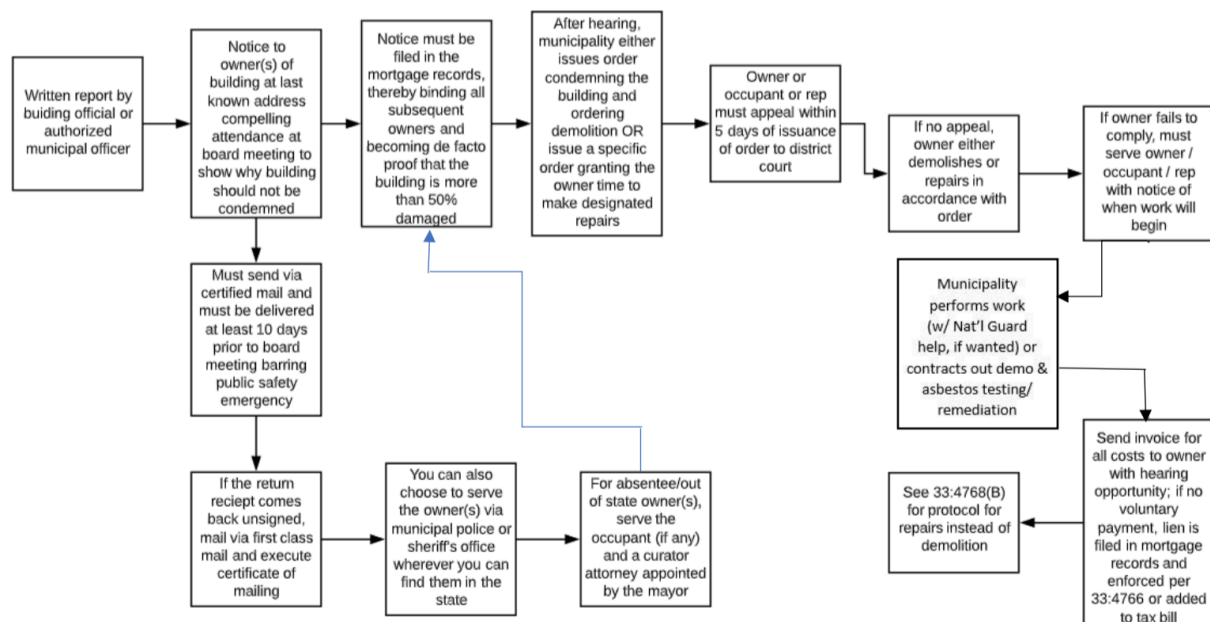 Written report by
buiding official or
authorized
municipal officer
Notice to
owner(s) of
building at last
known address
compelling
attendance at
board meeting to
show why building
should not be
condemned
Notice must be
filed in the
mortgage records,
thereby binding all
subsequent
owners and
becoming de facto
proof that the
building is more
than 50%
damaged
After hearing,
municipality either
issues order
condemning the
building and
ordering
demolition OR
issue a specific
order granting the
owner time to
make designated
repairs
Owner or
occupant or rep
must appeal within
5 days of issuance
of order to district
court
If no appeal,
owner either
demolishes or
repairs in
accordance with
order
If owner fails to
comply, must
serve owner /
occupant / rep
with notice of
when work will
begin
Must send via
certified mail and
must be delivered
at least 10 days
prior to board
meeting barring
public safety
emergency
Municipality
performs work
(w/ Nat'l Guard
help, if wanted) or
contracts out demo &
asbestos testing/
remediation
If the return
reciept comes
back unsigned,
mail via first class
mail and execute
certificate of
mailing
You can also
choose to serve
the owner(s) via
municipal police or
sheriff's office
wherever you can
find them in the
state
For absentee/out
of state owner(s),
serve the
occupant (if any)
and a curator
attorney appointed
by the mayor
See 33:4768(B)
for protocol for
repairs instead of
demolition
Send invoice for
all costs to owner
with hearing
opportunity; if no
voluntary
payment, lien is
filed in mortgage
records and
enforced per
33:4766 or added
to tax bill